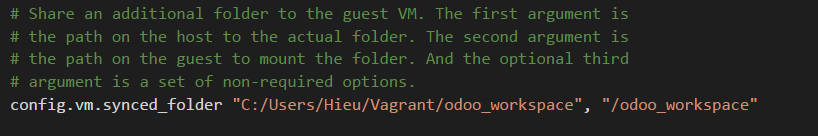 # Share an additional folder to the guest VM. The first argument is
# the path on the host to the actual folder. The second argument is
# the path on the guest to mount the folder. And the optional third
# argument is a set of non-required options.
config.vm.synced_folder "C:/Users/Hieu/Vagrant/odoo_workspace", "/odoo_workspace"